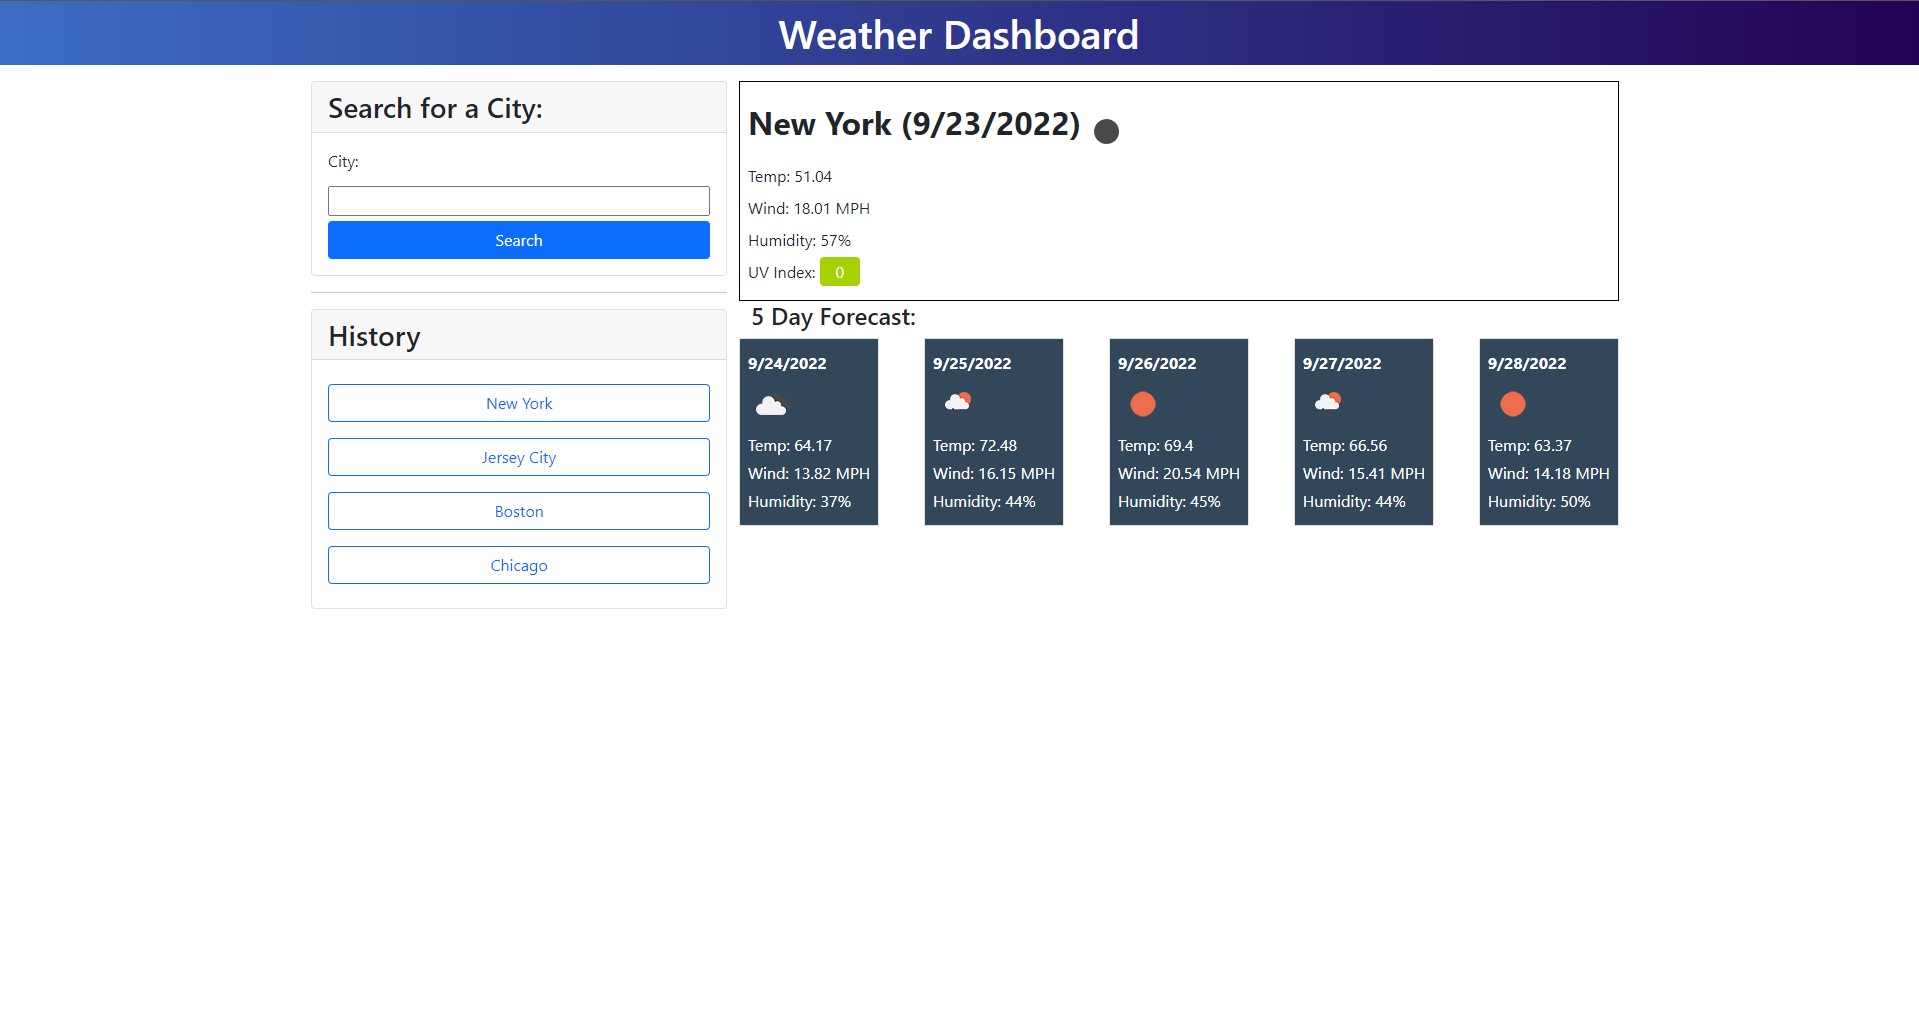 Weather Dashboard
Search for a City:
City:
Search
History
New York
Jersey City
Boston
Chicago
New York (9/23/2022)
Temp: 51.04
Wind: 18.01 MPH
Humidity: 57%
UV Index: 0
5 Day Forecast:
9/24/2022
Temp: 64.17
Wind: 13.82 MPH
Humidity: 37%
9/25/2022
Temp: 72.48
Wind: 16.15 MPH
Humidity: 44%
9/26/2022
Temp: 69.4
Wind: 20.54 MPH
Humidity: 45%
9/27/2022
Temp: 66.56
Wind: 15.41 MPH
Humidity: 44%
9/28/2022
Temp: 63.37
Wind: 14.18 MPH
Humidity: 50%